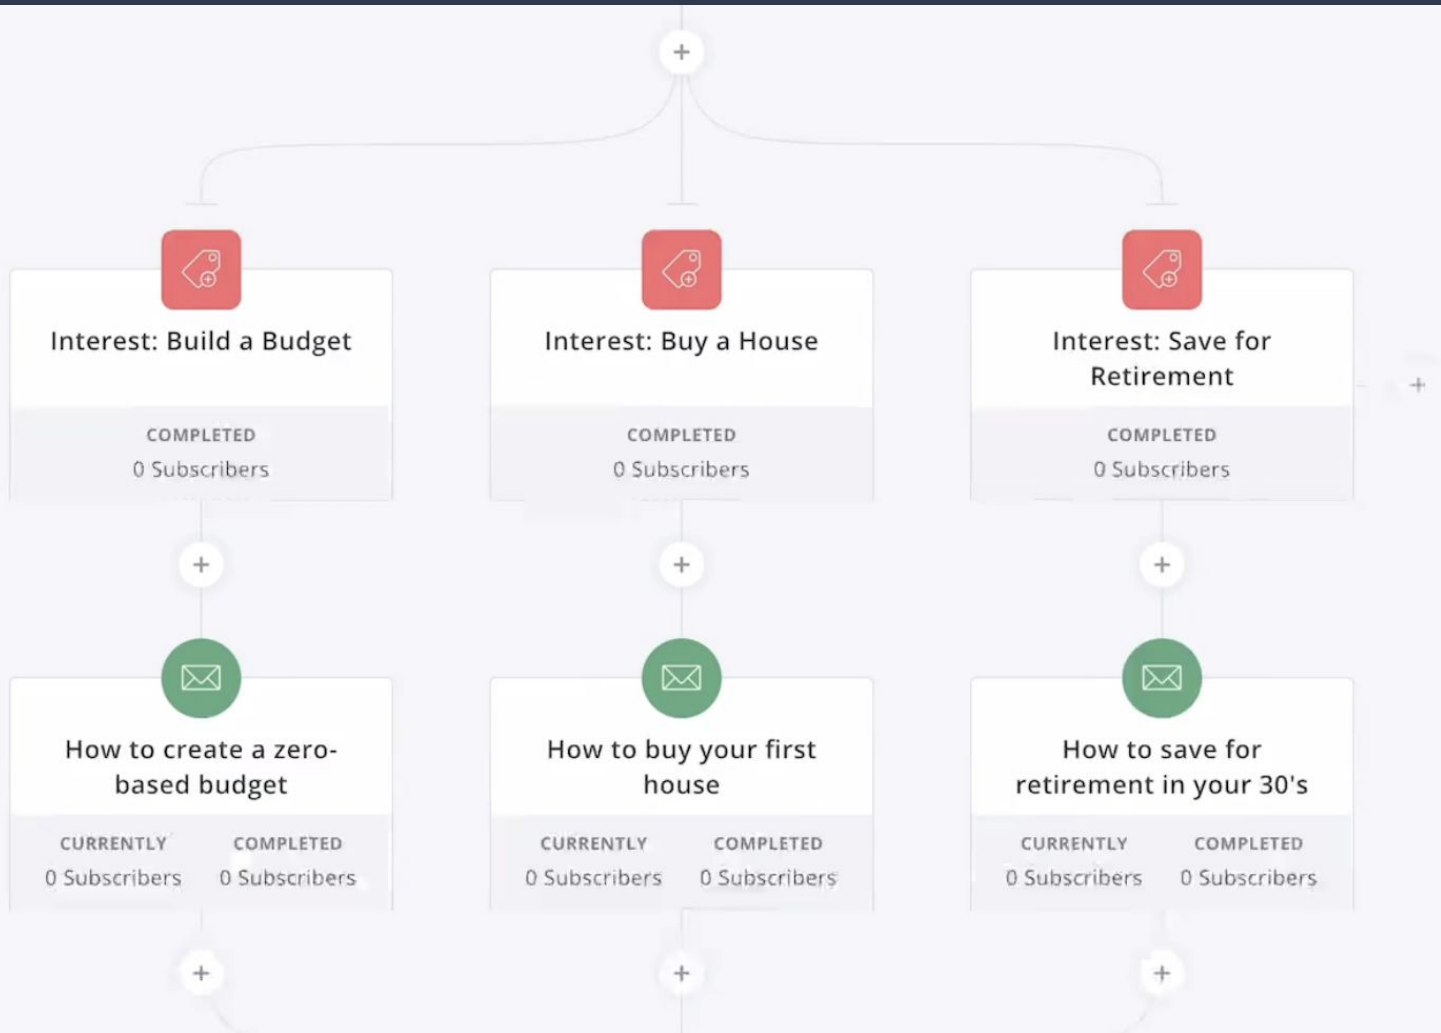 Interest: Build a Budget
COMPLETED
0 Subscribers
Interest: Buy a House
COMPLETED
0 Subscribers
Interest: Save for
Retirement
COMPLETED
0 Subscribers
How to create a zero-
based budget
CURRENTLY
0 Subscribers
COMPLETED
0 Subscribers
How to buy your first
house
CURRENTLY
0 Subscribers
COMPLETED
0 Subscribers
How to save for
retirement in your 30's
CURRENTLY
0 Subscribers
COMPLETED
0 Subscribers